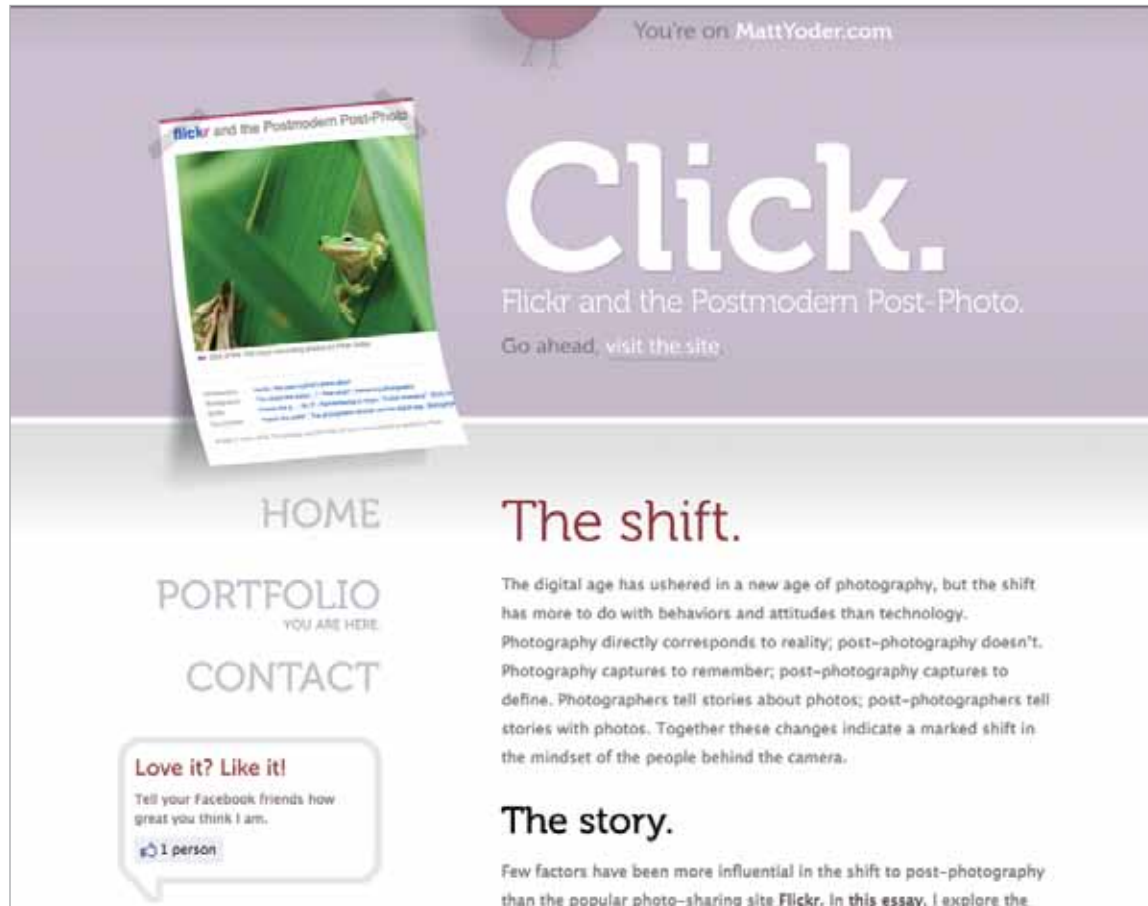 You're on MattYoder.com
flickr and the Postmodern Post-Photo
Click.
Flickr and the Postmodern Post-Photo.
Go ahead, visit the site.
HOME
PORTFOLIO
YOU ARE HERE.
CONTACT
Love it? Like it!
Tell your Facebook friends how
great you think I am.
1 person
The shift.
The digital age has ushered in a new age of photography, but the shift
has more to do with behaviors and attitudes than technology.
Photography directly corresponds to reality; post-photography doesn't.
Photography captures to remember; post-photography captures to
define. Photographers tell stories about photos; post-photographers tell
stories with photos. Together these changes indicate a marked shift in
the mindset of the people behind the camera.
The story.
Few factors have been more influential in the shift to post-photography
than the popular photo-sharing site Flickr. In this essay, I explore the